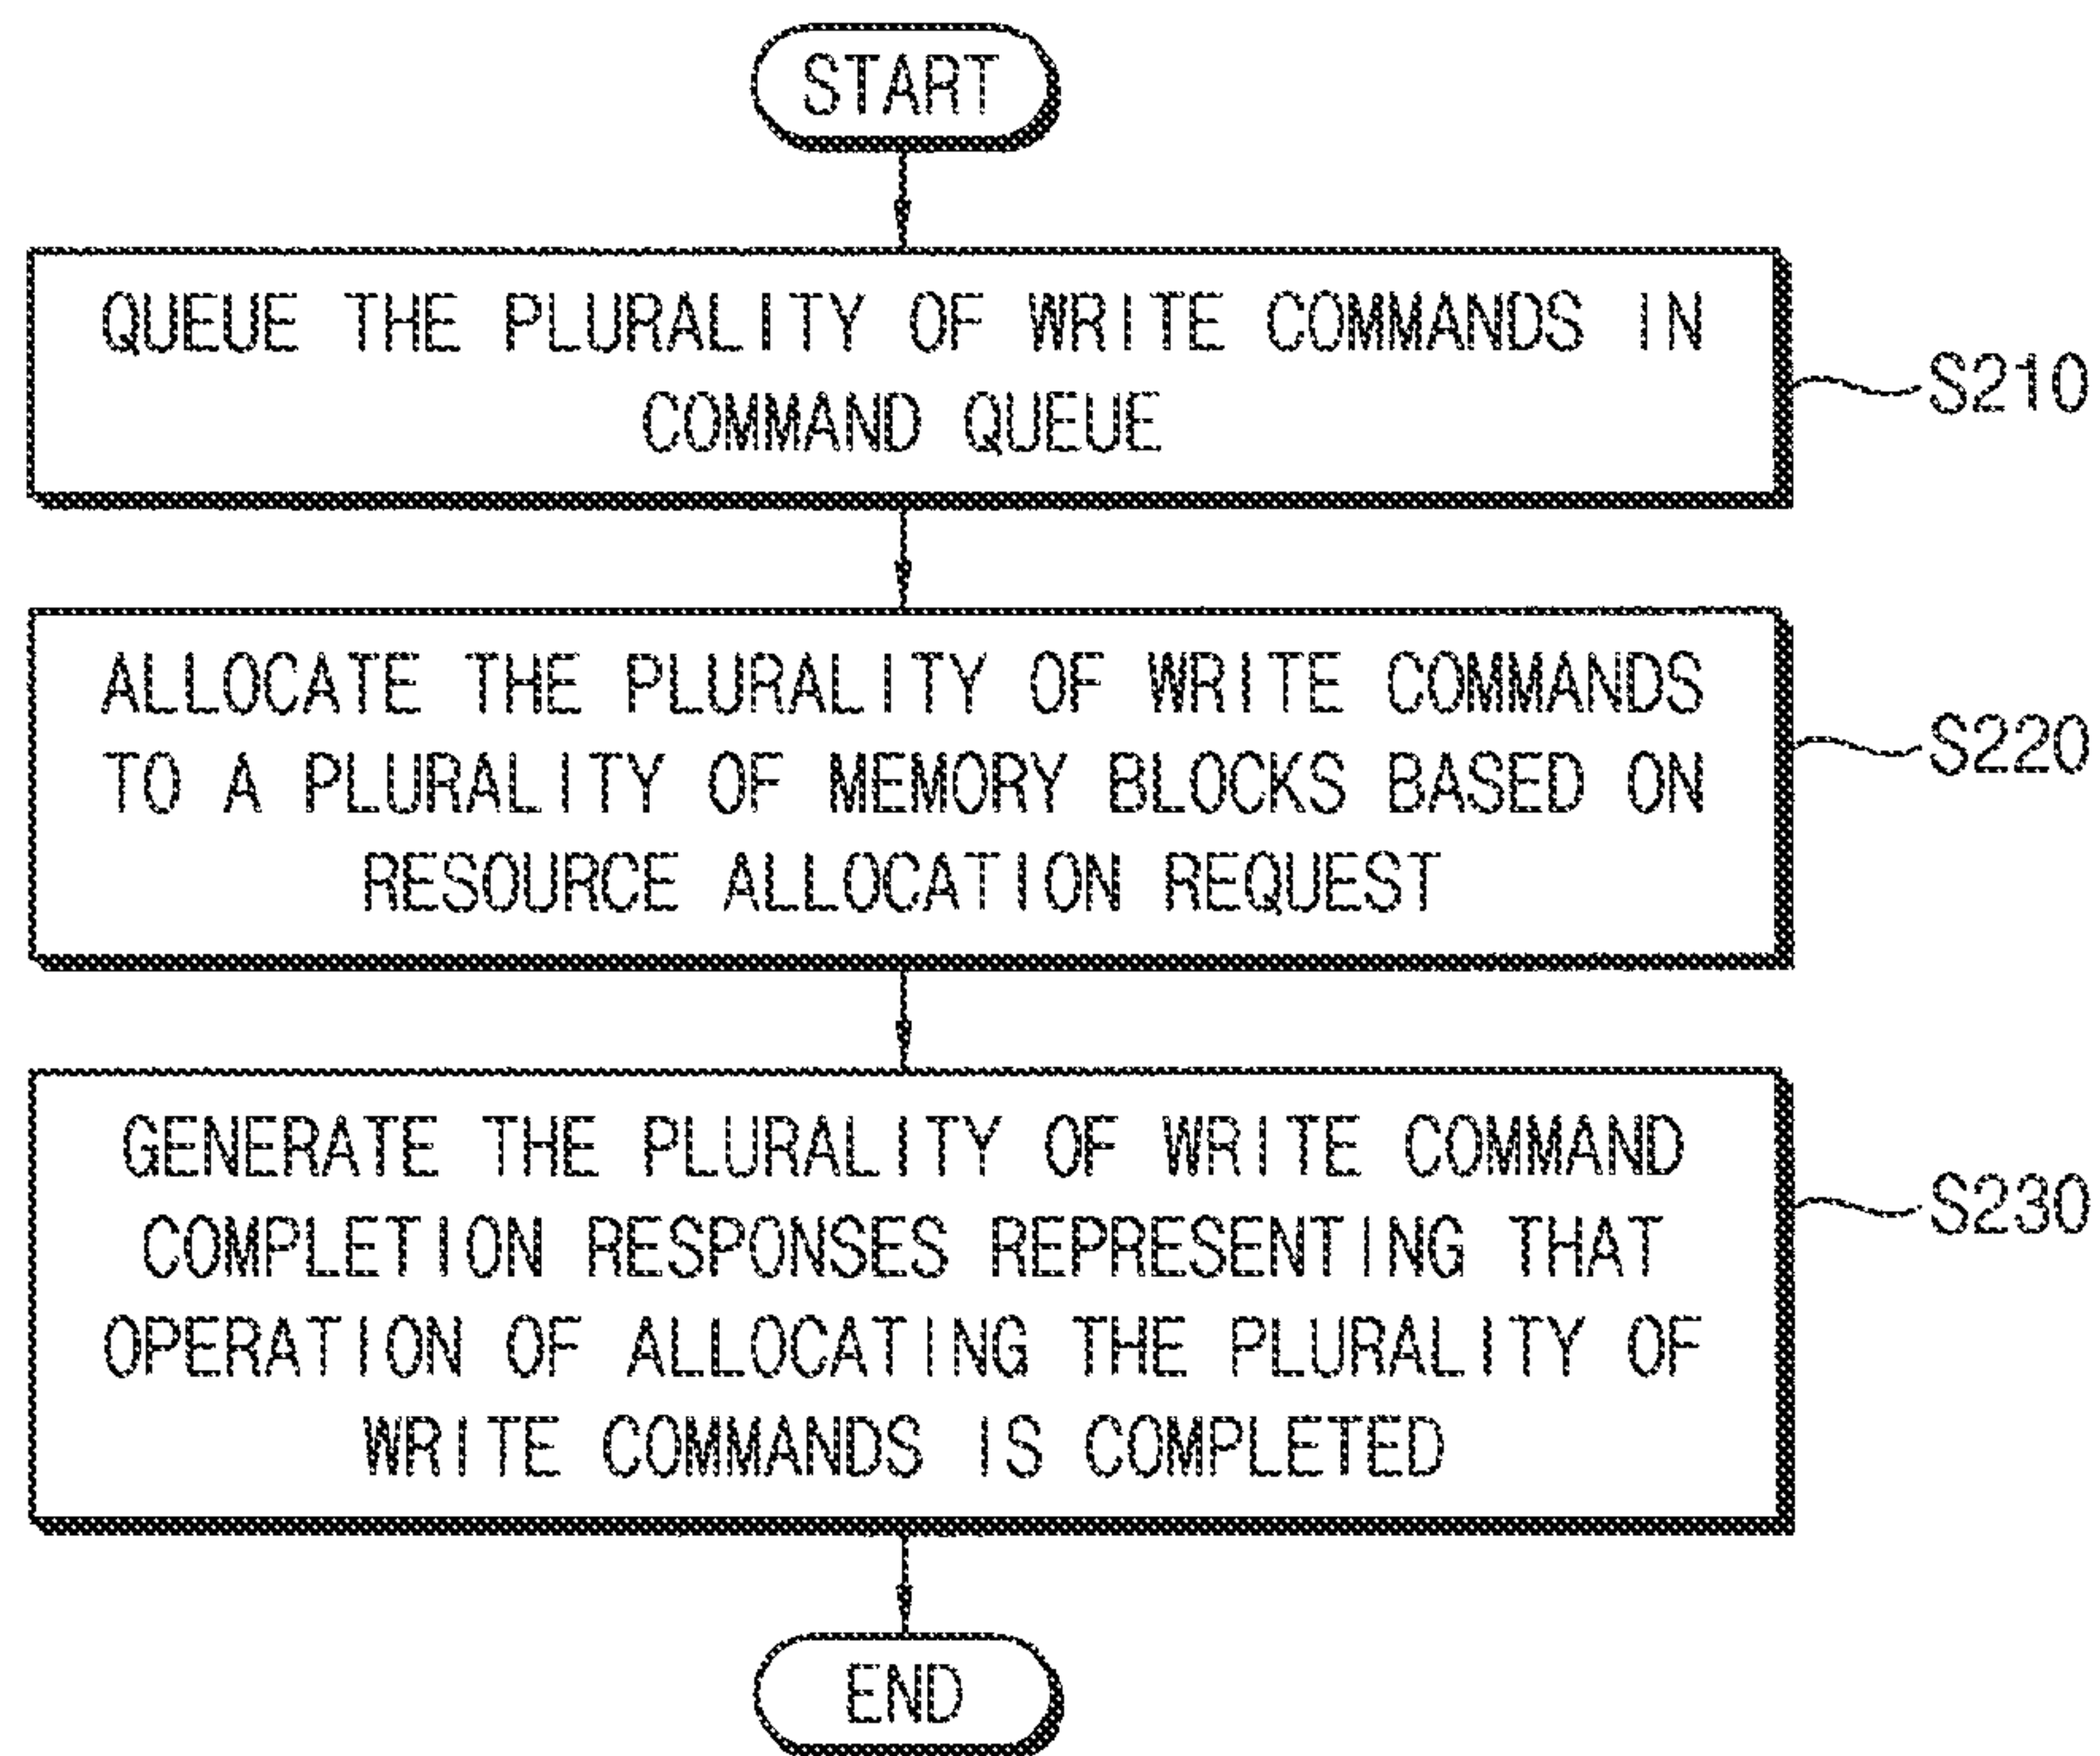 START
QUEUE THE PLURALITY OF WRITE COMMANDS IN
COMMAND QUEUE
S210
ALLOCATE THE PLURALITY OF WRITE COMMANDS
TO A PLURALITY OF MEMORY BLOCKS BASED ON
RESOURCE ALLOCATION REQUEST
S220
GENERATE THE PLURALITY OF WRITE COMMAND
COMPLETION RESPONSES REPRESENTING THAT
OPERATION OF ALLOCATING THE PLURALITY OF
WRITE COMMANDS IS COMPLETED
S230
END